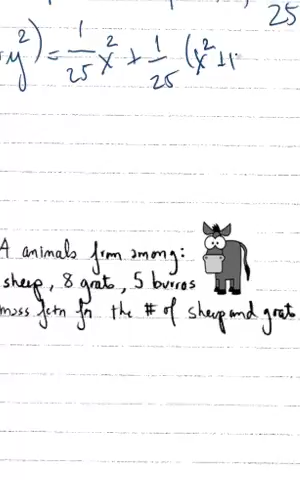 25
y²) = 1/25 x² + 1/25 (x² +
4 animals from among:
sheep, 8 goats, 5 burros
mass fctn for the # of sheep and goats